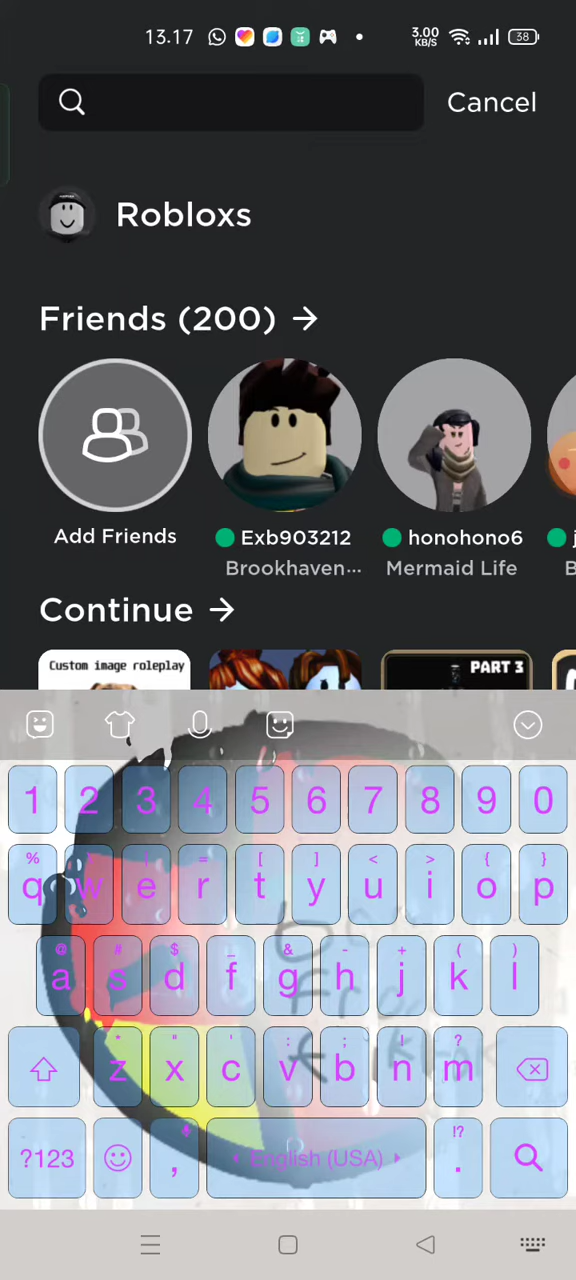 13.17 3.00 KB/S 38
Cancel
Robloxs
Friends (200) →
Add Friends
Exb903212
Brookhaven...
honohono6
Mermaid Life
Continue →
Custom image roleplay
PART 3
1 2 3 4 5 6 7 8 9 0
% \ | = [ ] < > { }
q w e r t y u i o p
@ # $ _ & - + ( )
a s d f g h j k l
* " ' : ; ! ?
z x c v b n m
!?
?123 , English (USA) .